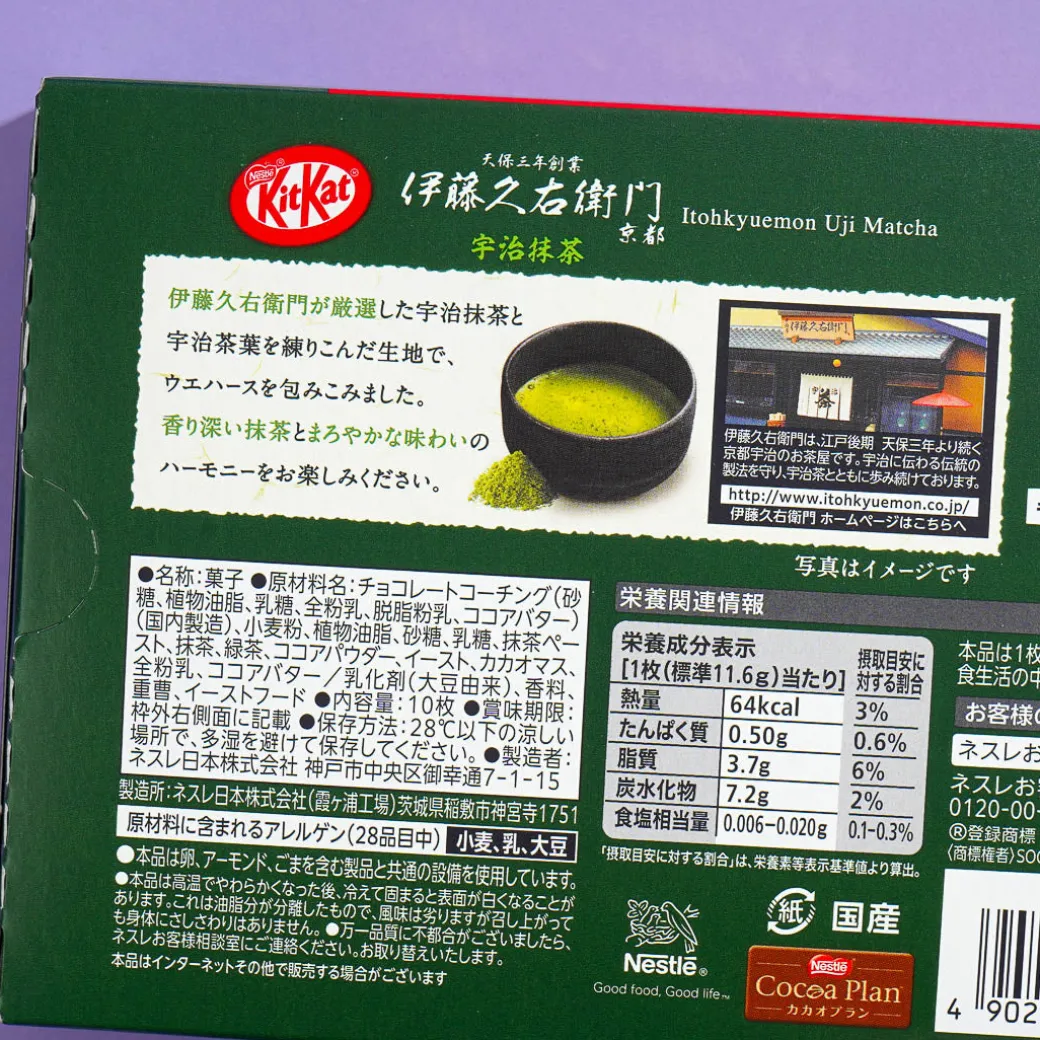 Nestlé
KitKat
天保三年創業
伊藤久右衛門
京都
宇治抹茶
Itohkyuemon Uji Matcha
伊藤久右衛門が厳選した宇治抹茶と
宇治茶葉を練りこんだ生地で、
ウエハースを包みこみました。
香り深い抹茶とまろやかな味わいの
ハーモニーをお楽しみください。
伊藤久右衛門
伊藤久右衛門は、江戸後期 天保三年より続く
京都宇治のお茶屋です。宇治に伝わる伝統の
製法を守り、宇治茶とともに歩み続けております。
http://www.itohkyuemon.co.jp/
伊藤久右衛門 ホームページはこちらへ
写真はイメージです
●名称:菓子 ●原材料名:チョコレートコーチング(砂
糖、植物油脂、乳糖、全粉乳、脱脂粉乳、ココアバター)
(国内製造)、小麦粉、植物油脂、砂糖、乳糖、抹茶ペー
スト、抹茶、緑茶、ココアパウダー、イースト、カカオマス、
全粉乳、ココアバター/乳化剤(大豆由来)、香料、
重曹、イーストフード ●内容量:10枚 ●賞味期限:
枠外右側面に記載 ●保存方法:28℃以下の涼しい
場所で、多湿を避けて保存してください。 ●製造者:
ネスレ日本株式会社 神戸市中央区御幸通7-1-15
製造所:ネスレ日本株式会社(霞ヶ浦工場)茨城県稲敷市神宮寺1751
原材料に含まれるアレルゲン(28品目中) 小麦、乳、大豆
●本品は卵、アーモンド、ごまを含む製品と共通の設備を使用しています。
●本品は高温でやわらかくなった後、冷えて固まると表面が白くなることが
あります。これは油脂分が分離したもので、風味は劣りますが召し上がって
も身体にさしさわりはありません。 ●万一品質に不都合がございましたら、
ネスレお客様相談室にご連絡ください。お取り替えいたします。
本品はインターネットその他で販売する場合がございます
栄養関連情報
栄養成分表示
[1枚(標準11.6g)当たり]
摂取目安に
対する割合
熱量 64kcal 3%
たんぱく質 0.50g 0.6%
脂質 3.7g 6%
炭水化物 7.2g 2%
食塩相当量 0.006-0.020g 0.1-0.3%
「摂取目安に対する割合」は、栄養素等表示基準値より算出。
本品は1枚
食生活の中
お客様の
ネスレお
ネスレお客
0120-00-
®登録商標
(商標権者)SOC
Nestlé®
Good food, Good life™
紙
国産
Nestlé
Cocoa Plan
カカオプラン
4 902